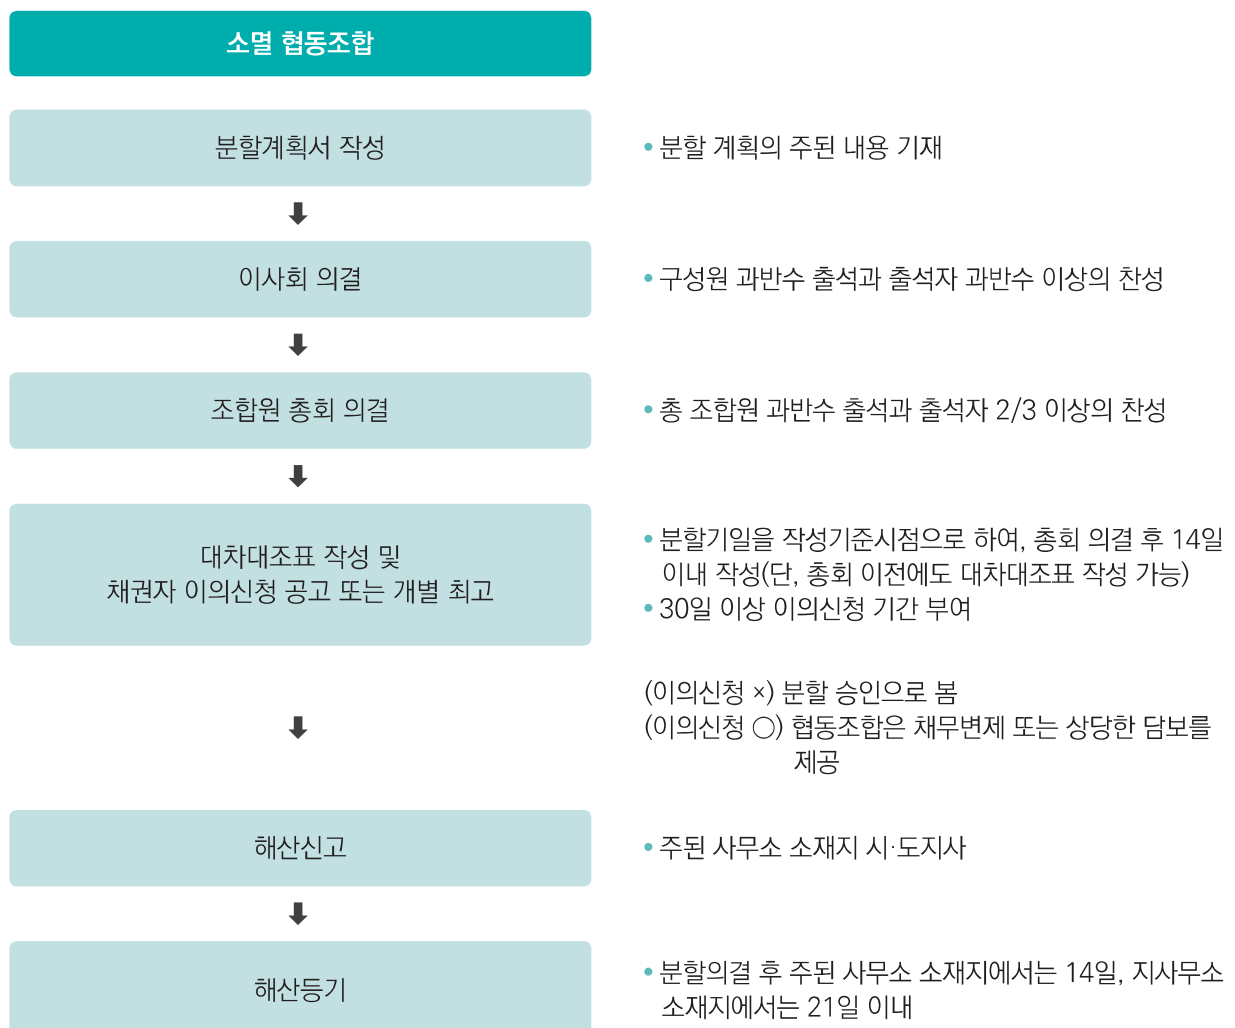 소멸 협동조합
분할계획서 작성
• 분할 계획의 주된 내용 기재
이사회 의결
• 구성원 과반수 출석과 출석자 과반수 이상의 찬성
조합원 총회 의결
• 총 조합원 과반수 출석과 출석자 2/3 이상의 찬성
대차대조표 작성 및
채권자 이의신청 공고 또는 개별 최고
• 분할기일을 작성기준시점으로 하여, 총회 의결 후 14일
이내 작성(단, 총회 이전에도 대차대조표 작성 가능)
• 30일 이상 이의신청 기간 부여
(이의신청 ×) 분할 승인으로 봄
(이의신청 ○) 협동조합은 채무변제 또는 상당한 담보를
제공
해산신고
• 주된 사무소 소재지 시·도지사
해산등기
• 분할의결 후 주된 사무소 소재지에서는 14일, 지사무소
소재지에서는 21일 이내